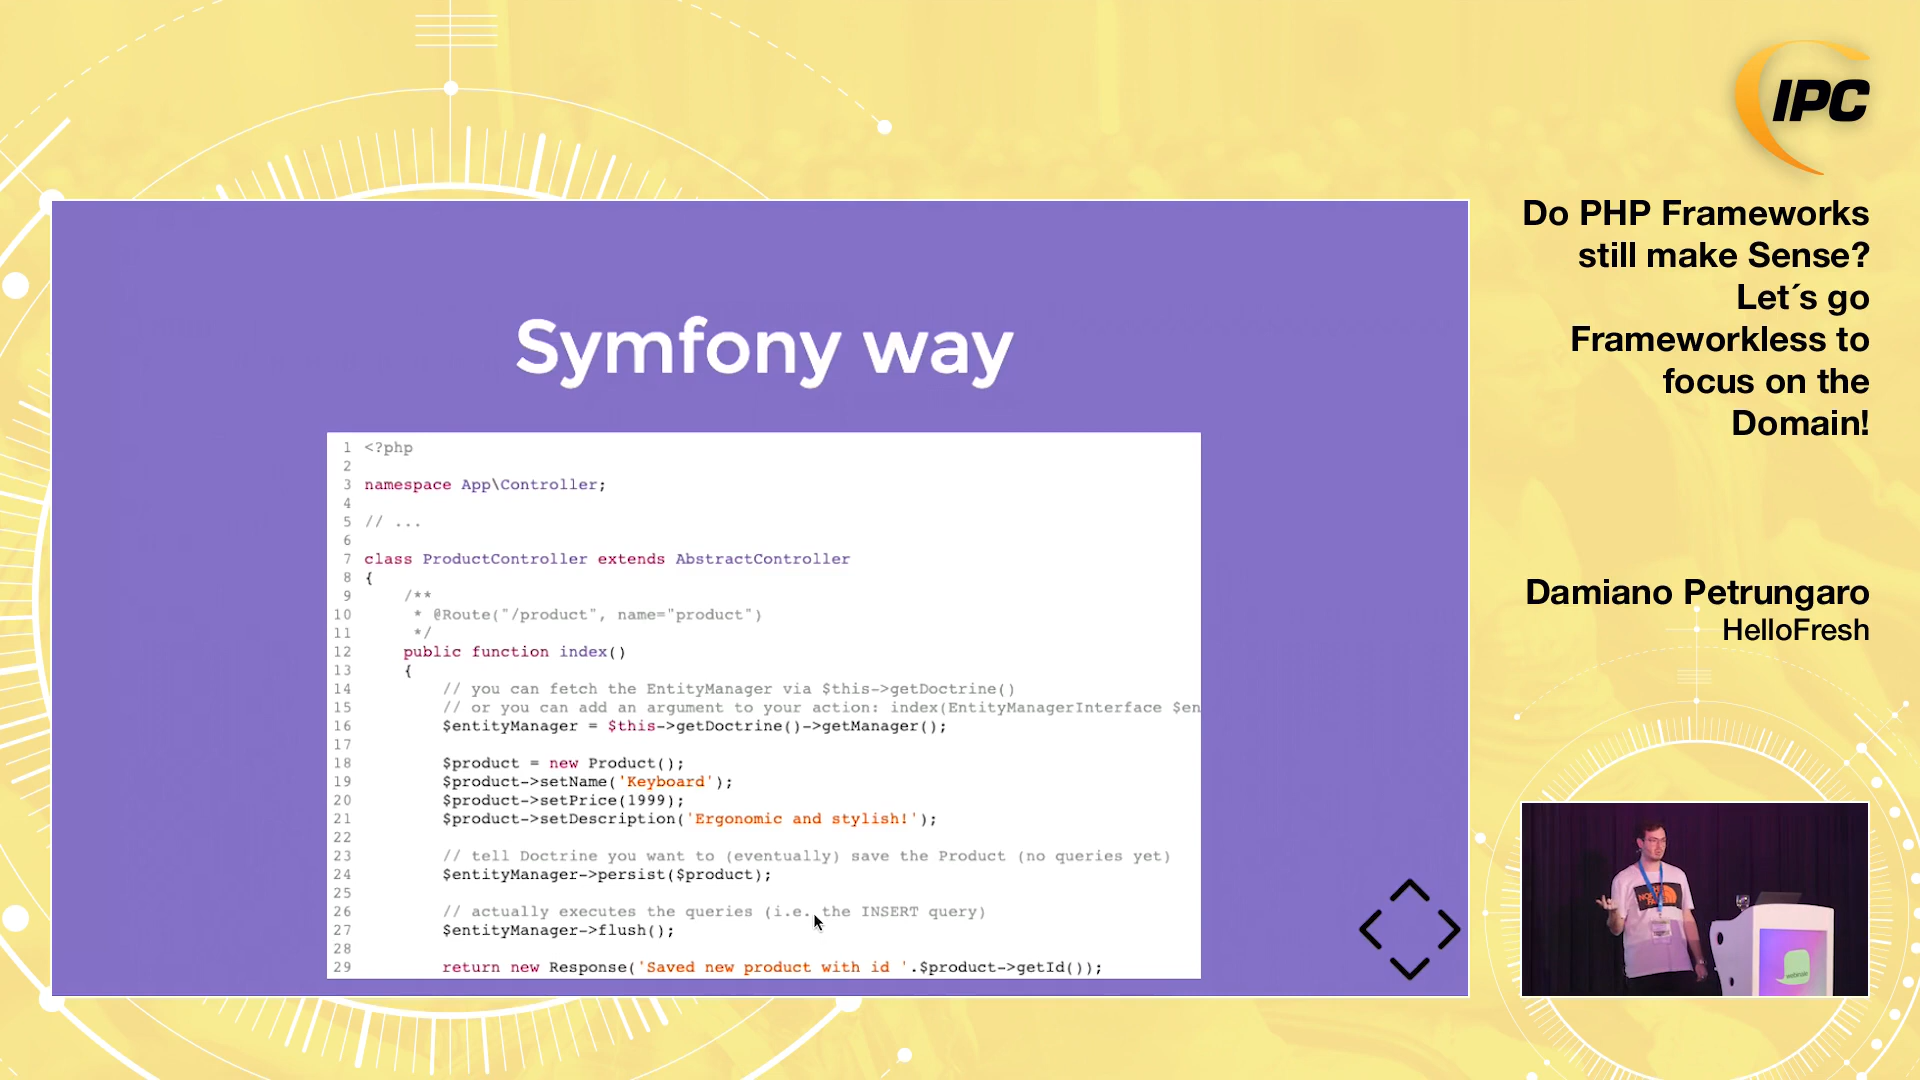 IPC
Do PHP Frameworks
still make Sense?
Let´s go
Frameworkless to
focus on the
Domain!
Damiano Petrungaro
HelloFresh
Symfony way
1 <?php
2
3 namespace App\Controller;
4
5 // ...
6
7 class ProductController extends AbstractController
8 {
9 /**
10 * @Route("/product", name="product")
11 */
12 public function index()
13 {
14 // you can fetch the EntityManager via $this->getDoctrine()
15 // or you can add an argument to your action: index(EntityManagerInterface $en
16 $entityManager = $this->getDoctrine()->getManager();
17
18 $product = new Product();
19 $product->setName('Keyboard');
20 $product->setPrice(1999);
21 $product->setDescription('Ergonomic and stylish!');
22
23 // tell Doctrine you want to (eventually) save the Product (no queries yet)
24 $entityManager->persist($product);
25
26 // actually executes the queries (i.e. the INSERT query)
27 $entityManager->flush();
28
29 return new Response('Saved new product with id '.$product->getId());
webinale